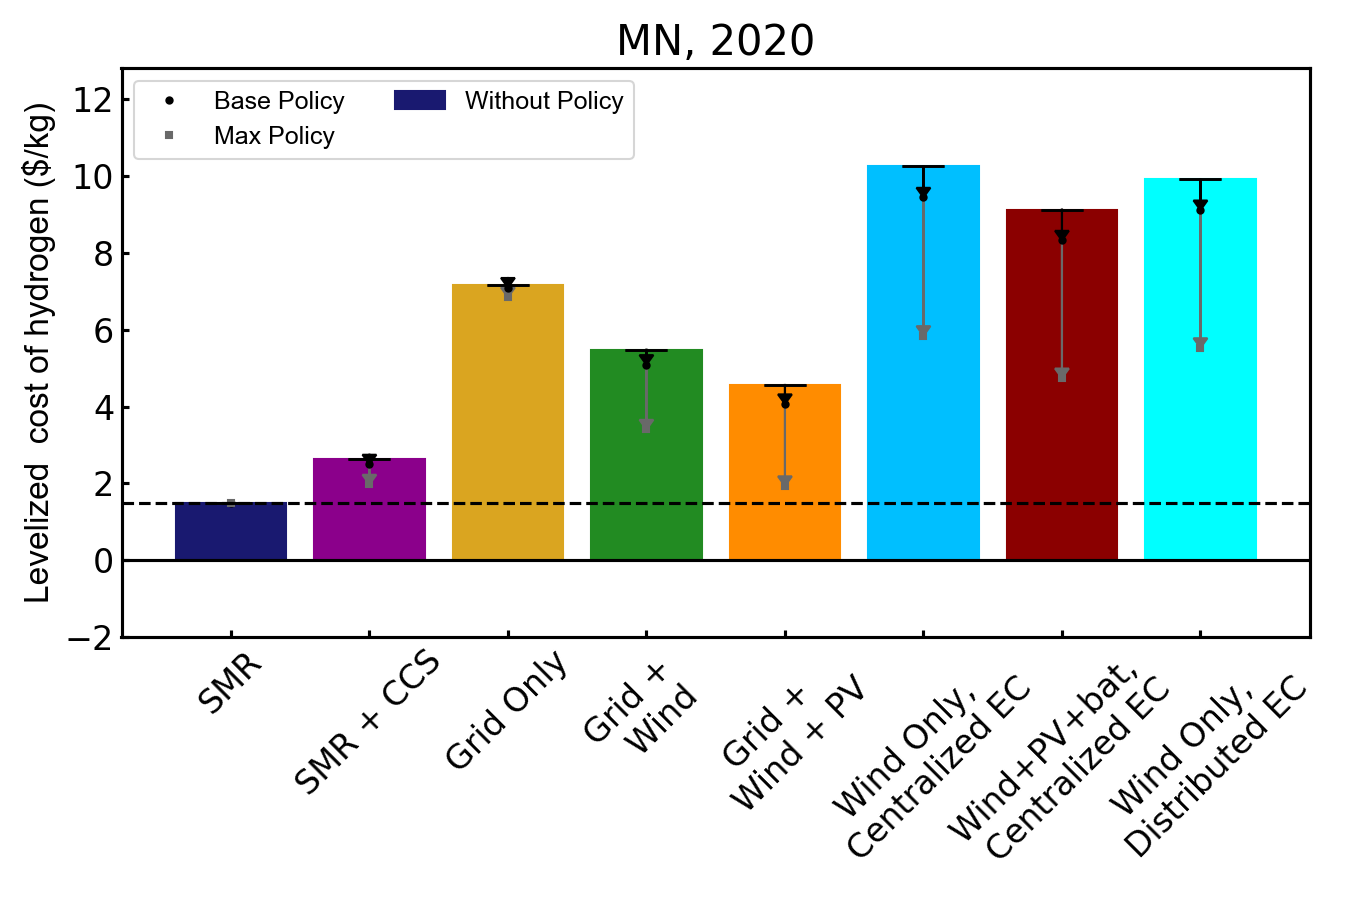 MN, 2020
Base Policy
Max Policy
Without Policy
Levelized cost of hydrogen ($/kg)
12
10
8
6
4
2
0
−2
SMR
SMR + CCS
Grid Only
Grid +
Wind
Grid +
Wind + PV
Wind Only,
Centralized EC
Wind+PV+bat,
Centralized EC
Wind Only,
Distributed EC